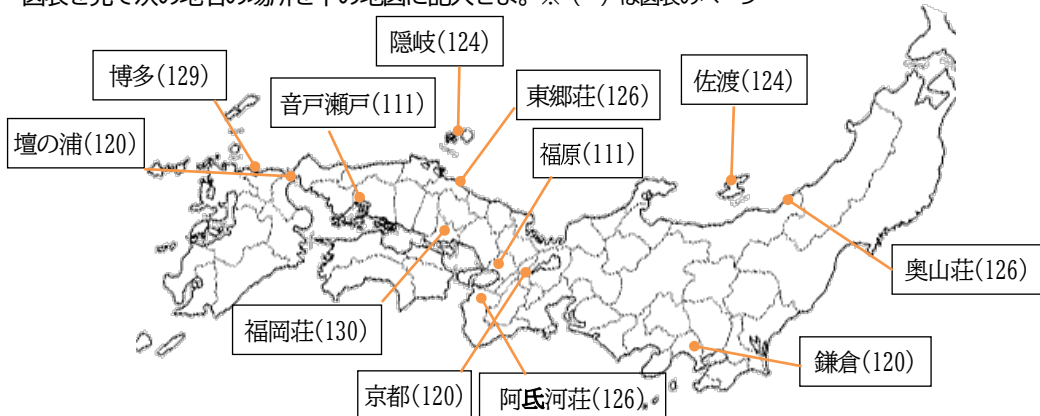 図表を見て次の地名の場所を下の地図に記入せよ。※( )は図表のページ
隠岐(124)
博多(129)
音戸瀬戸(111)
東郷荘(126)
佐渡(124)
壇の浦(120)
福原(111)
奥山荘(126)
福岡荘(130)
鎌倉(120)
京都(120)
阿氐河荘(126)